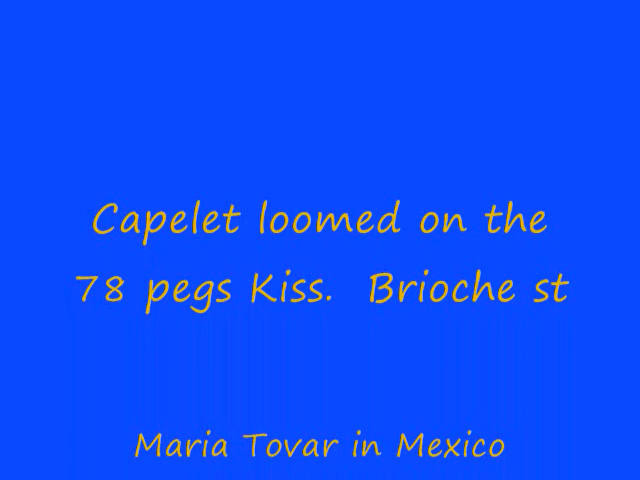 Capelet loomed on the
78 pegs Kiss.  Brioche st
Maria Tovar in Mexico